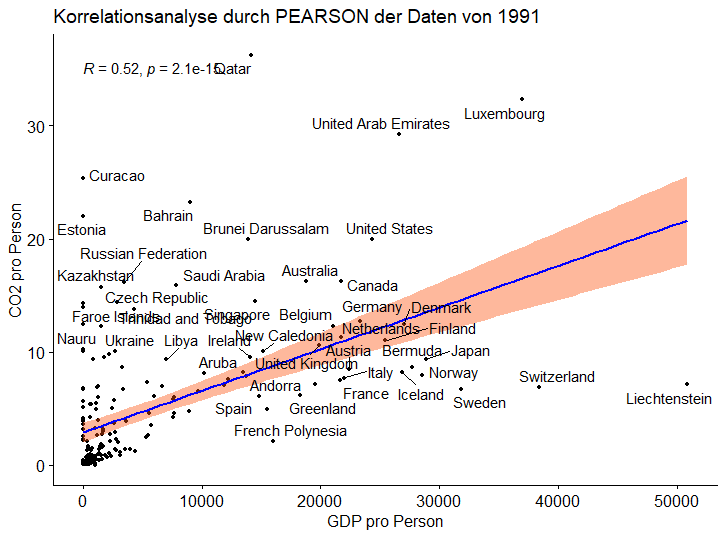 Korrelationsanalyse durch PEARSON der Daten von 1991
R = 0.52, p = 2.1e-15
Qatar
Luxembourg
United Arab Emirates
30
Curacao
Bahrain
Estonia
Brunei Darussalam
United States
20
Russian Federation
Kazakhstan
Saudi Arabia
Australia
Canada
Czech Republic
Faroe Islands
Trinidad and Tobago
Singapore
Belgium
Germany
Denmark
Nauru
Ukraine
Libya
Ireland
New Caledonia
Netherlands
Finland
10
Aruba
United Kingdom
Austria
Bermuda
Japan
Andorra
Italy
Norway
Switzerland
Spain
Greenland
France
Iceland
Sweden
Liechtenstein
French Polynesia
0
CO2 pro Person
0
10000
20000
30000
40000
50000
GDP pro Person